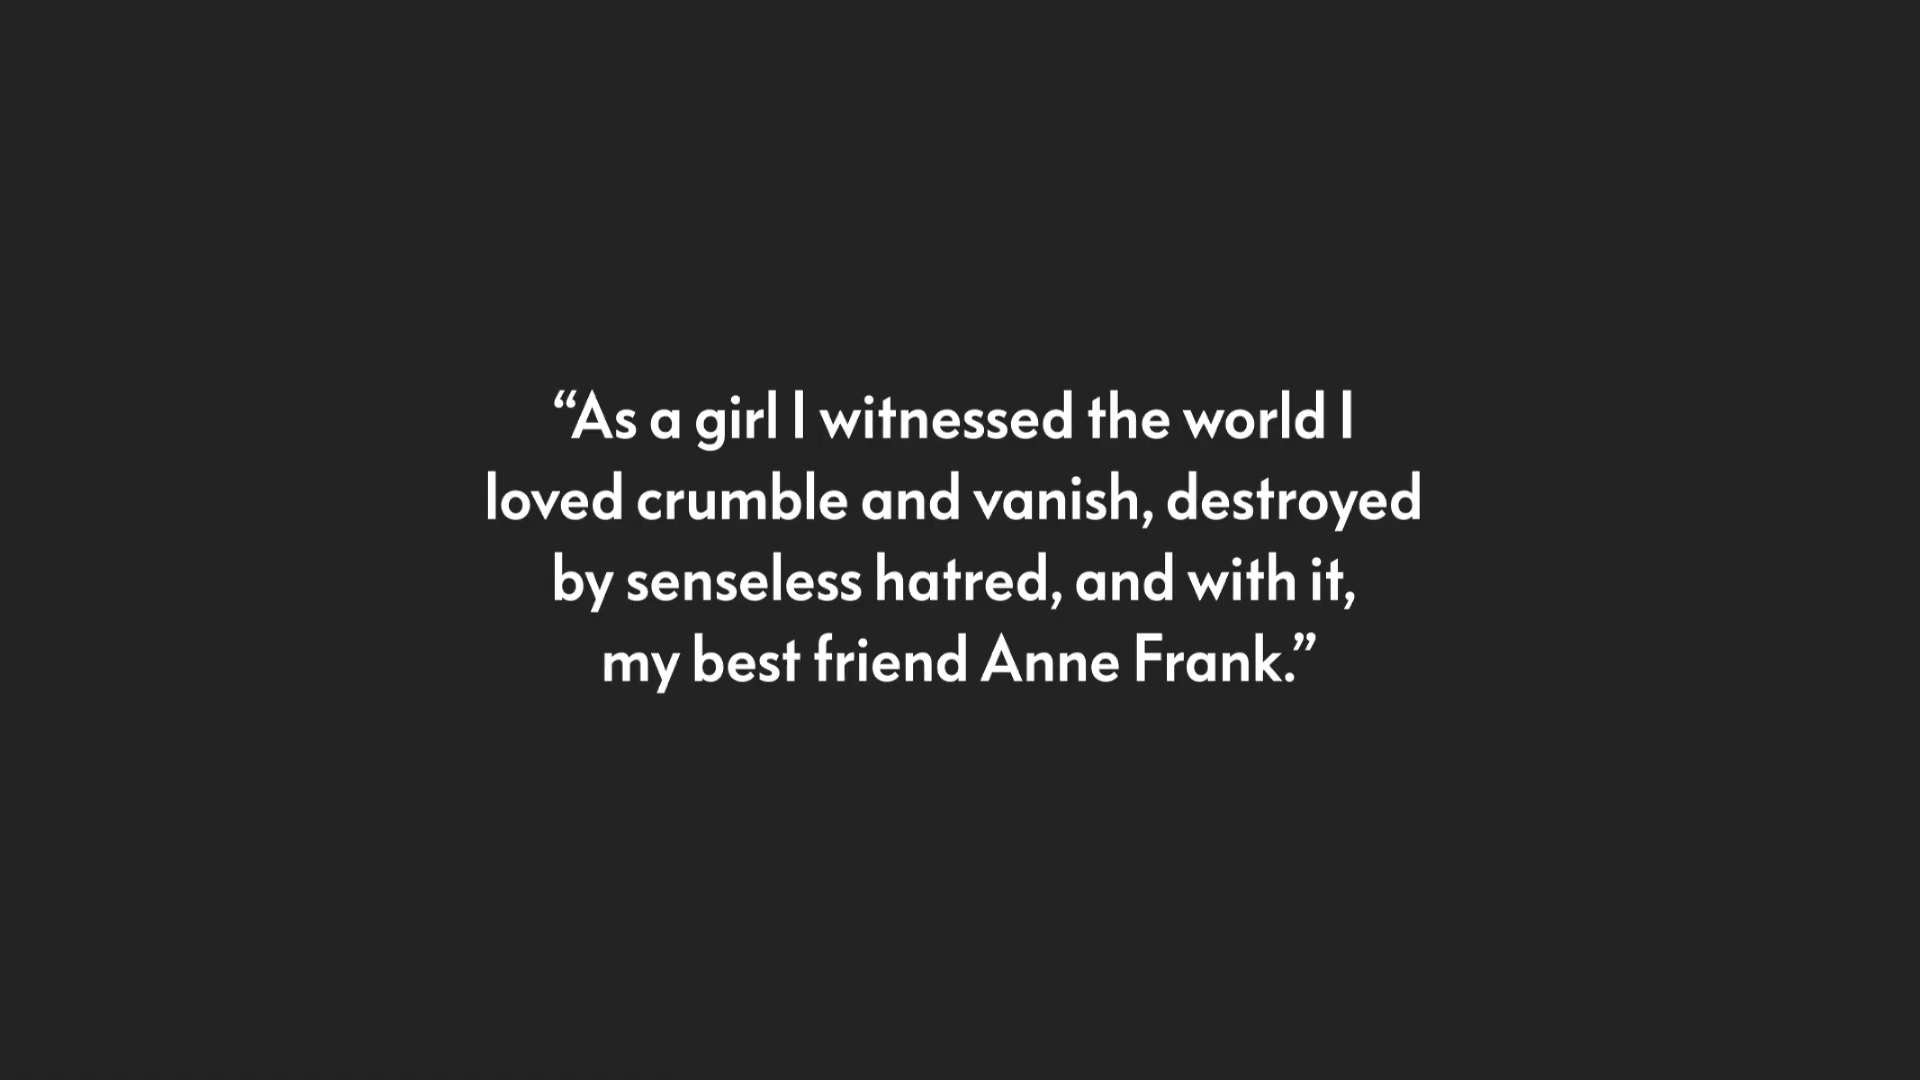 “As a girl I witnessed the world I
loved crumble and vanish, destroyed
by senseless hatred, and with it,
my best friend Anne Frank.”